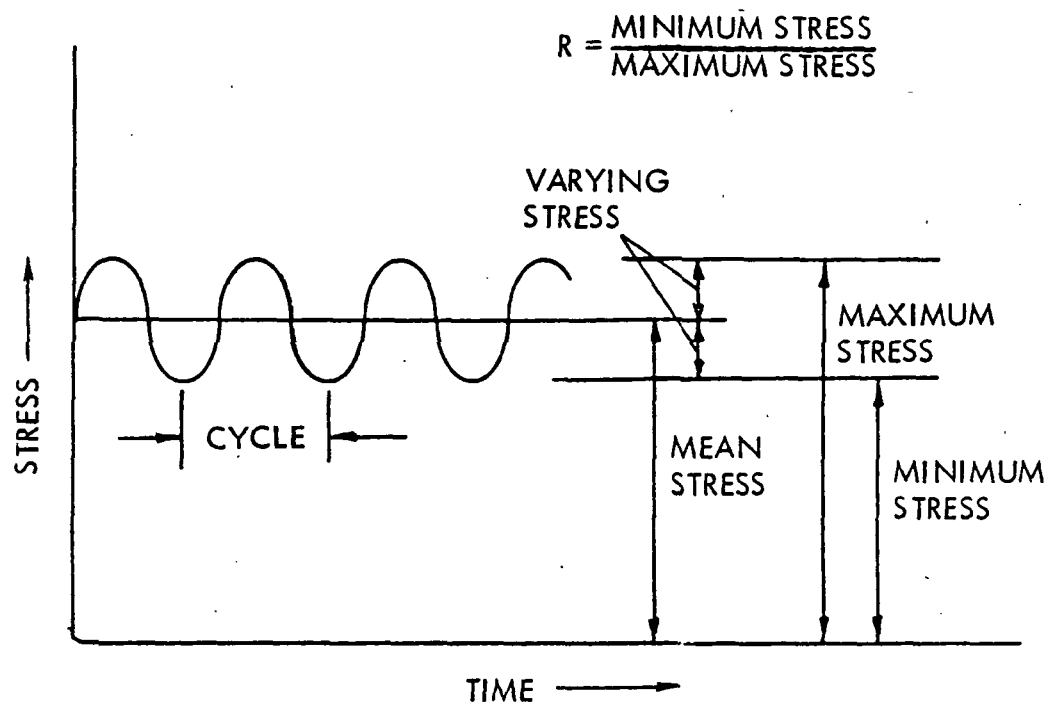 R = MINIMUM STRESS
MAXIMUM STRESS
VARYING
STRESS
MAXIMUM
STRESS
STRESS
CYCLE
MEAN
STRESS
MINIMUM
STRESS
TIME